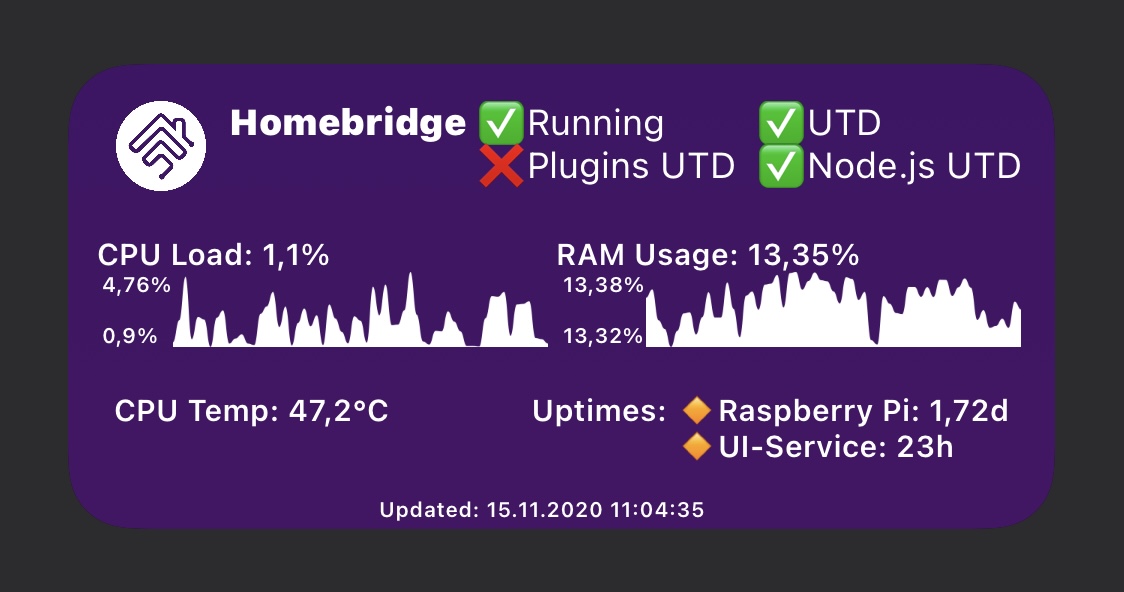 Homebridge ✅Running ✅UTD
❌Plugins UTD ✅Node.js UTD
CPU Load: 1,1% RAM Usage: 13,35%
4,76% 13,38%
0,9% 13,32%
CPU Temp: 47,2°C Uptimes: 🔸Raspberry Pi: 1,72d
🔸UI-Service: 23h
Updated: 15.11.2020 11:04:35